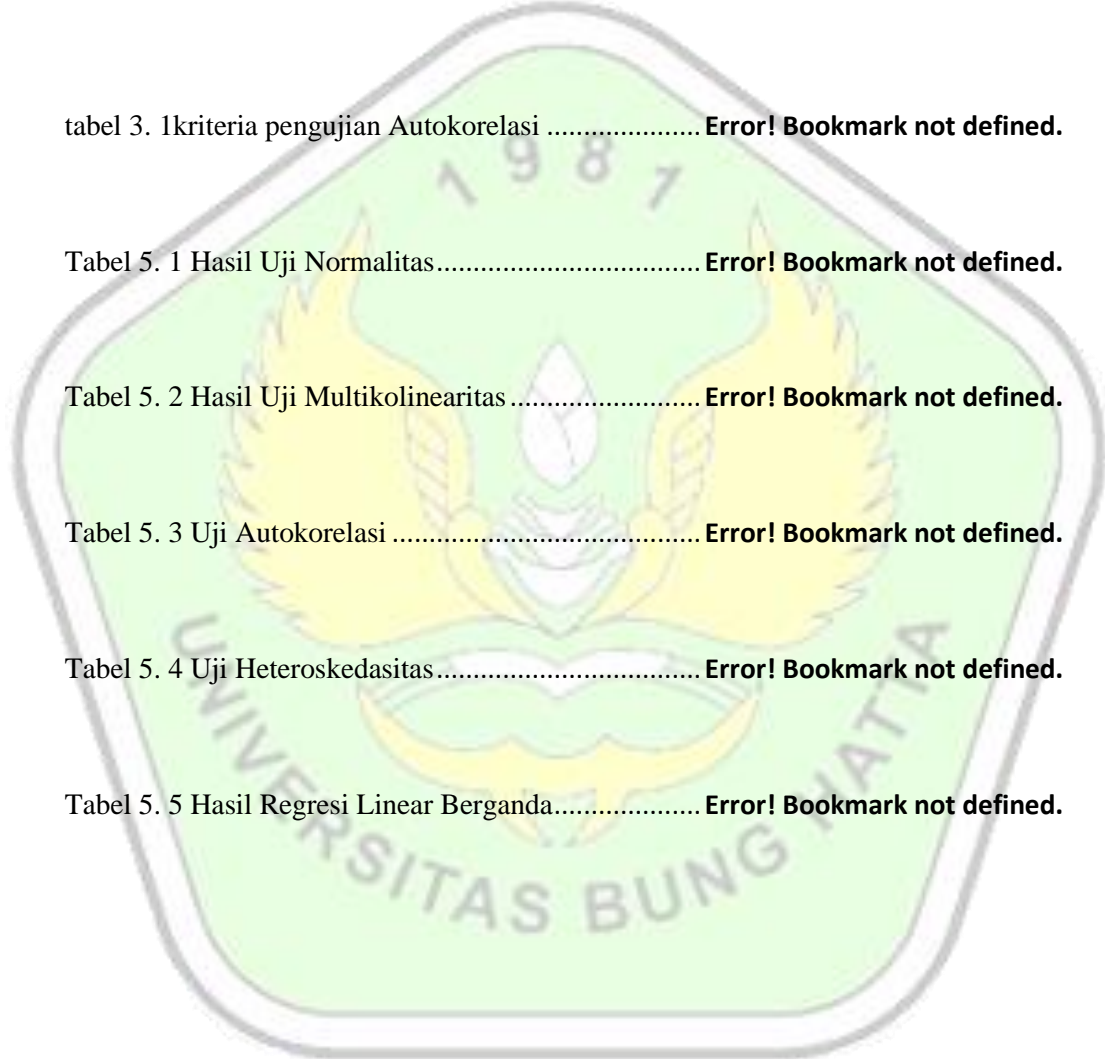 tabel 3. 1kriteria pengujian Autokorelasi ..................... Error! Bookmark not defined.
1981
Tabel 5. 1 Hasil Uji Normalitas.................................... Error! Bookmark not defined.
Tabel 5. 2 Hasil Uji Multikolinearitas .......................... Error! Bookmark not defined.
Tabel 5. 3 Uji Autokorelasi .......................................... Error! Bookmark not defined.
Tabel 5. 4 Uji Heteroskedasitas.................................... Error! Bookmark not defined.
Tabel 5. 5 Hasil Regresi Linear Berganda.................... Error! Bookmark not defined.
UNIVERSITAS BUNG HATTA